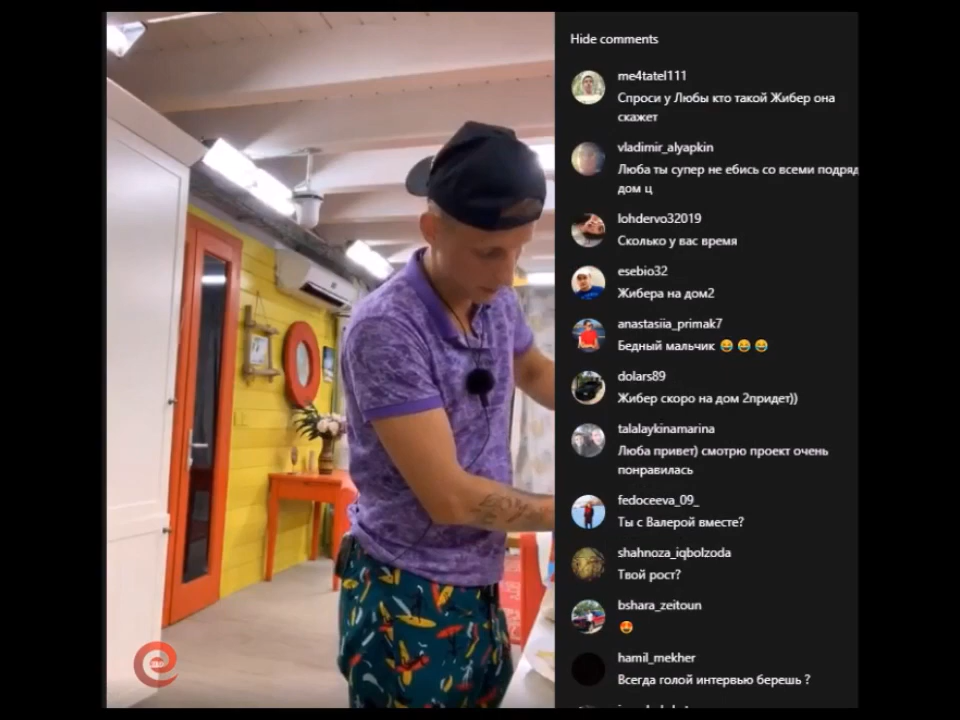 Hide comments
me4tatel111
Спроси у Любы кто такой Жибер она
скажет
vladimir_alyapkin
Люба ты супер не ебись со всеми подряд
дом ц
lohdervo32019
Сколько у вас время
esebio32
Жибера на дом2
anastasiia_primak7
Бедный мальчик 😂 😂 😂
dolars89
Жибер скоро на дом 2придет))
talalaykinamarina
Люба привет) смотрю проект очень
понравилась
fedoceeva_09_
Ты с Валерой вместе?
shahnoza_iqbolzoda
Твой рост?
bshara_zeitoun
😍
hamil_mekher
Всегда голой интервью берешь ?